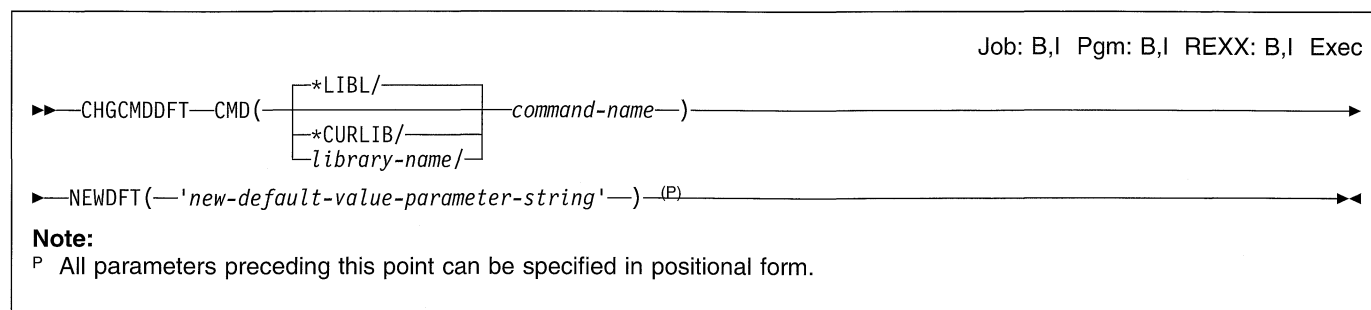 Job: B,I Pgm: B,I REXX: B,I Exec
*LIBL/
CHGCMDDFT CMD( command-name )
*CURLIB/
library-name/
NEWDFT( 'new-default-value-parameter-string' ) (P)
Note:
P All parameters preceding this point can be specified in positional form.